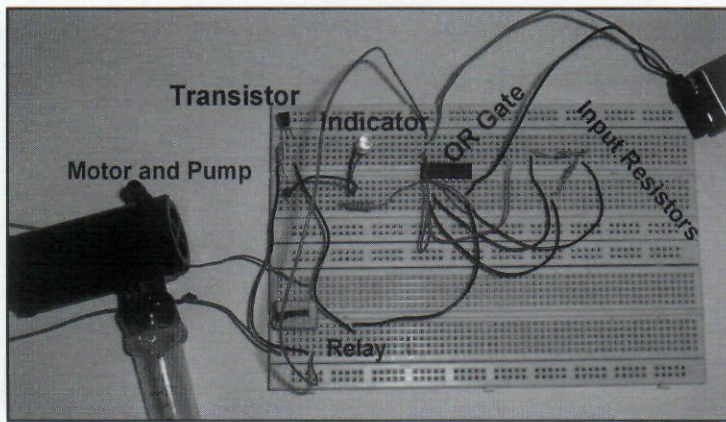 Transistor
Indicator
OR Gate
Input Resistors
Motor and Pump
Relay